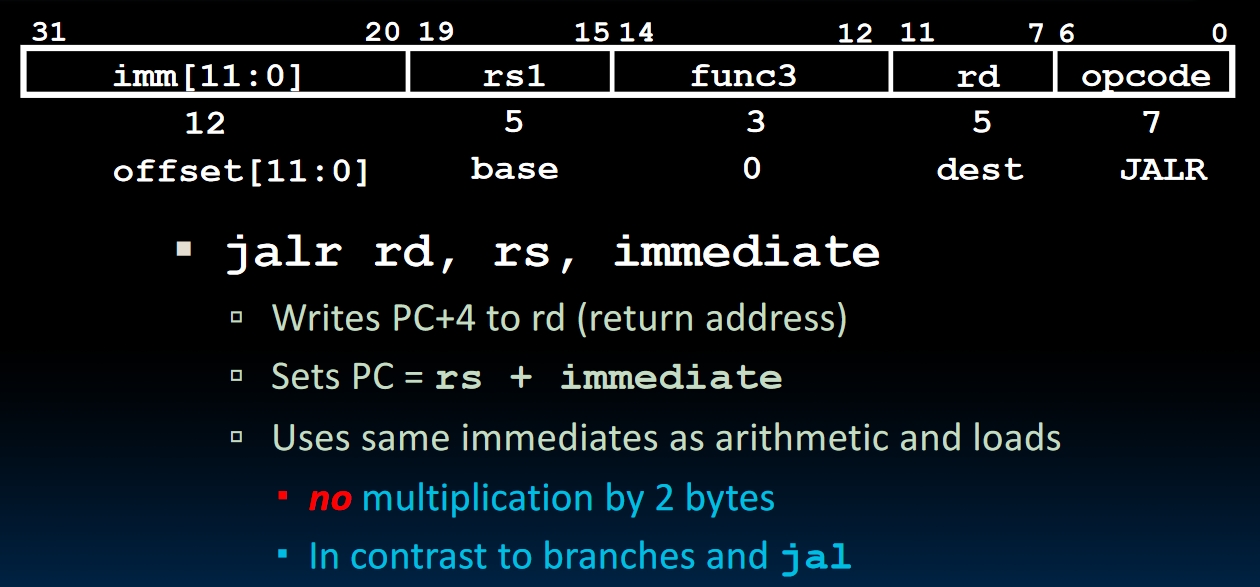 31 20 19 15 14 12 11 7 6 0
imm[11:0] rs1 func3 rd opcode
12 5 3 5 7
offset[11:0] base 0 dest JALR
▪ jalr rd, rs, immediate
▫ Writes PC+4 to rd (return address)
▫ Sets PC = rs + immediate
▫ Uses same immediates as arithmetic and loads
▪ no multiplication by 2 bytes
▪ In contrast to branches and jal